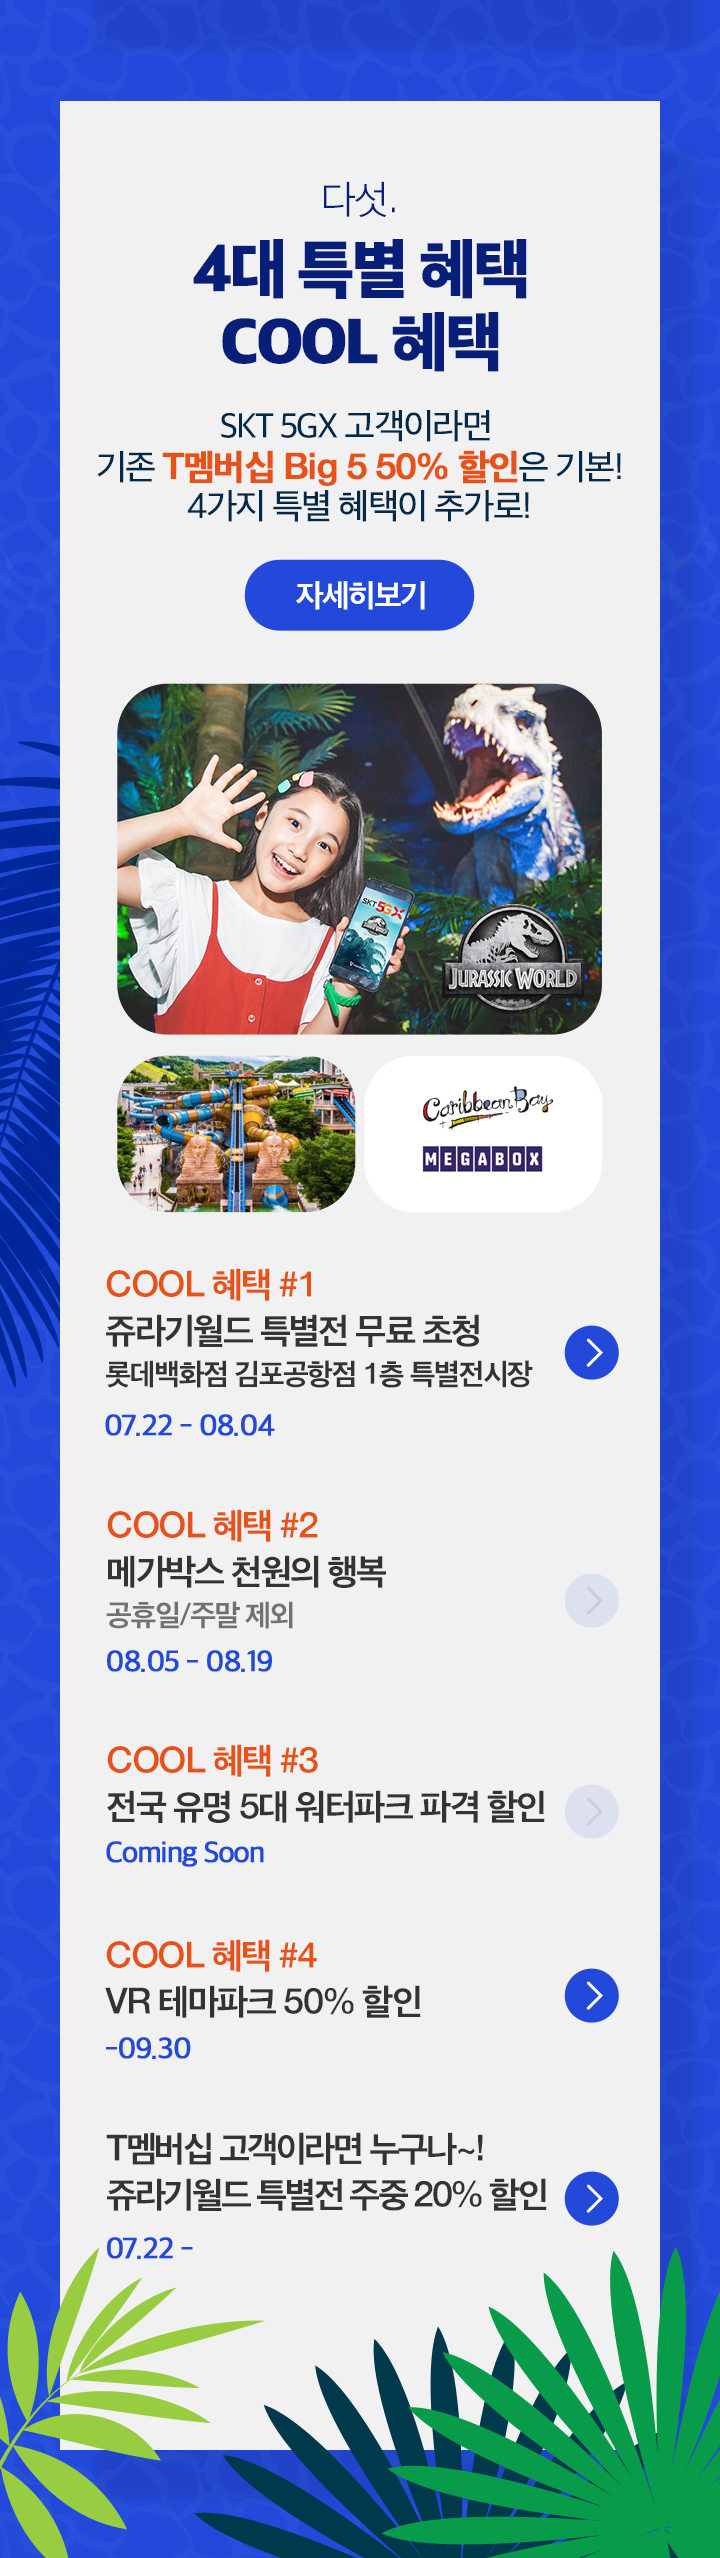 다섯.
4대 특별 혜택
COOL 혜택
SKT 5GX 고객이라면
기존 T멤버십 Big 5 50% 할인은 기본!
4가지 특별 혜택이 추가로!
자세히보기
SKT 5GX
JURASSIC WORLD
Caribbean Bay
MEGABOX
COOL 혜택 #1
쥬라기월드 특별전 무료 초청
롯데백화점 김포공항점 1층 특별전시장
07.22 - 08.04
COOL 혜택 #2
메가박스 천원의 행복
공휴일/주말 제외
08.05 - 08.19
COOL 혜택 #3
전국 유명 5대 워터파크 파격 할인
Coming Soon
COOL 혜택 #4
VR 테마파크 50% 할인
-09.30
T멤버십 고객이라면 누구나~!
쥬라기월드 특별전 주중 20% 할인
07.22 -